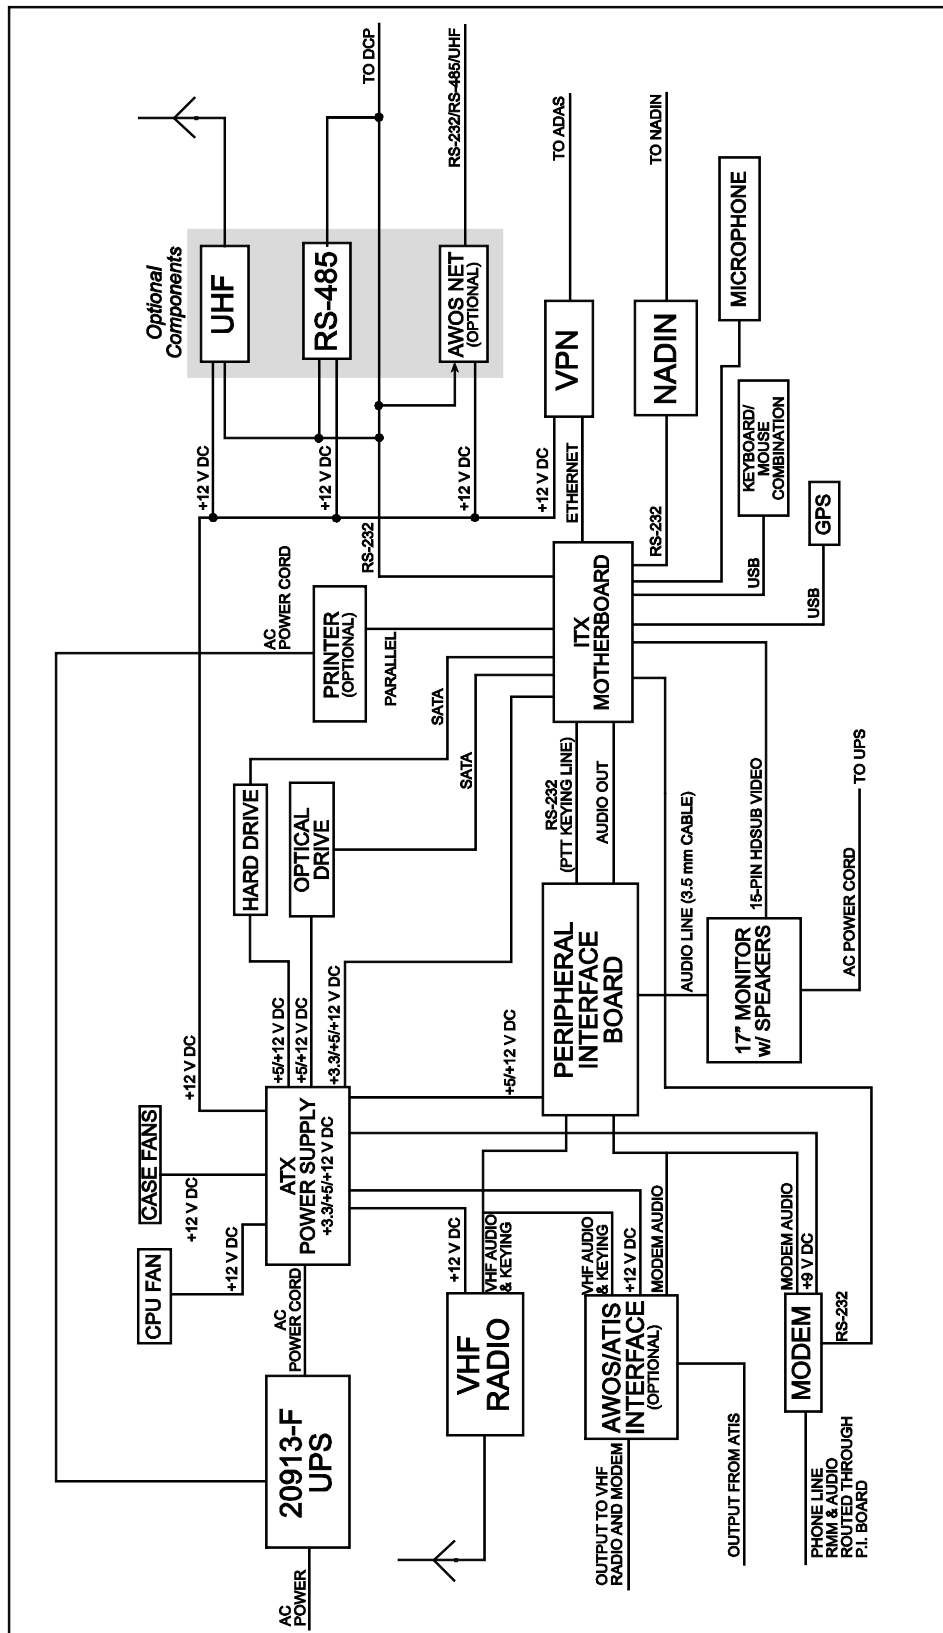 AC
POWER
20913-F
UPS
AC
POWER CORD
CPU FAN
+12 V DC
CASE FANS
+12 V DC
ATX
POWER SUPPLY
+3.3/+5/+12 V DC
+12 V DC
+5/+12 V DC
+5/+12 V DC
+3.3/+5/+12 V DC
+5/+12 V DC
HARD DRIVE
OPTICAL
DRIVE
SATA
SATA
AC
POWER CORD
PRINTER
(OPTIONAL)
PARALLEL
RS-232
Optional
Components
UHF
RS-485
AWOS NET
(OPTIONAL)
+12 V DC
+12 V DC
+12 V DC
+12 V DC
ETHERNET
TO DCP
RS-232/RS-485/UHF
VPN
TO ADAS
NADIN
TO NADIN
RS-232
MICROPHONE
KEYBOARD/
MOUSE
COMBINATION
USB
GPS
USB
ITX
MOTHERBOARD
RS-232
(PTT KEYING LINE)
AUDIO OUT
PERIPHERAL
INTERFACE
BOARD
AUDIO LINE (3.5 mm CABLE)
15-PIN HDSUB VIDEO
17" MONITOR
w/ SPEAKERS
AC POWER CORD
TO UPS
+12 V DC
VHF AUDIO
& KEYING
VHF
RADIO
VHF AUDIO
& KEYING
+12 V DC
MODEM AUDIO
AWOS/ATIS
INTERFACE
(OPTIONAL)
OUTPUT TO VHF
RADIO AND MODEM
OUTPUT FROM ATIS
MODEM AUDIO
+9 V DC
RS-232
MODEM
PHONE LINE
RMM & AUDIO
ROUTED THROUGH
P.I. BOARD